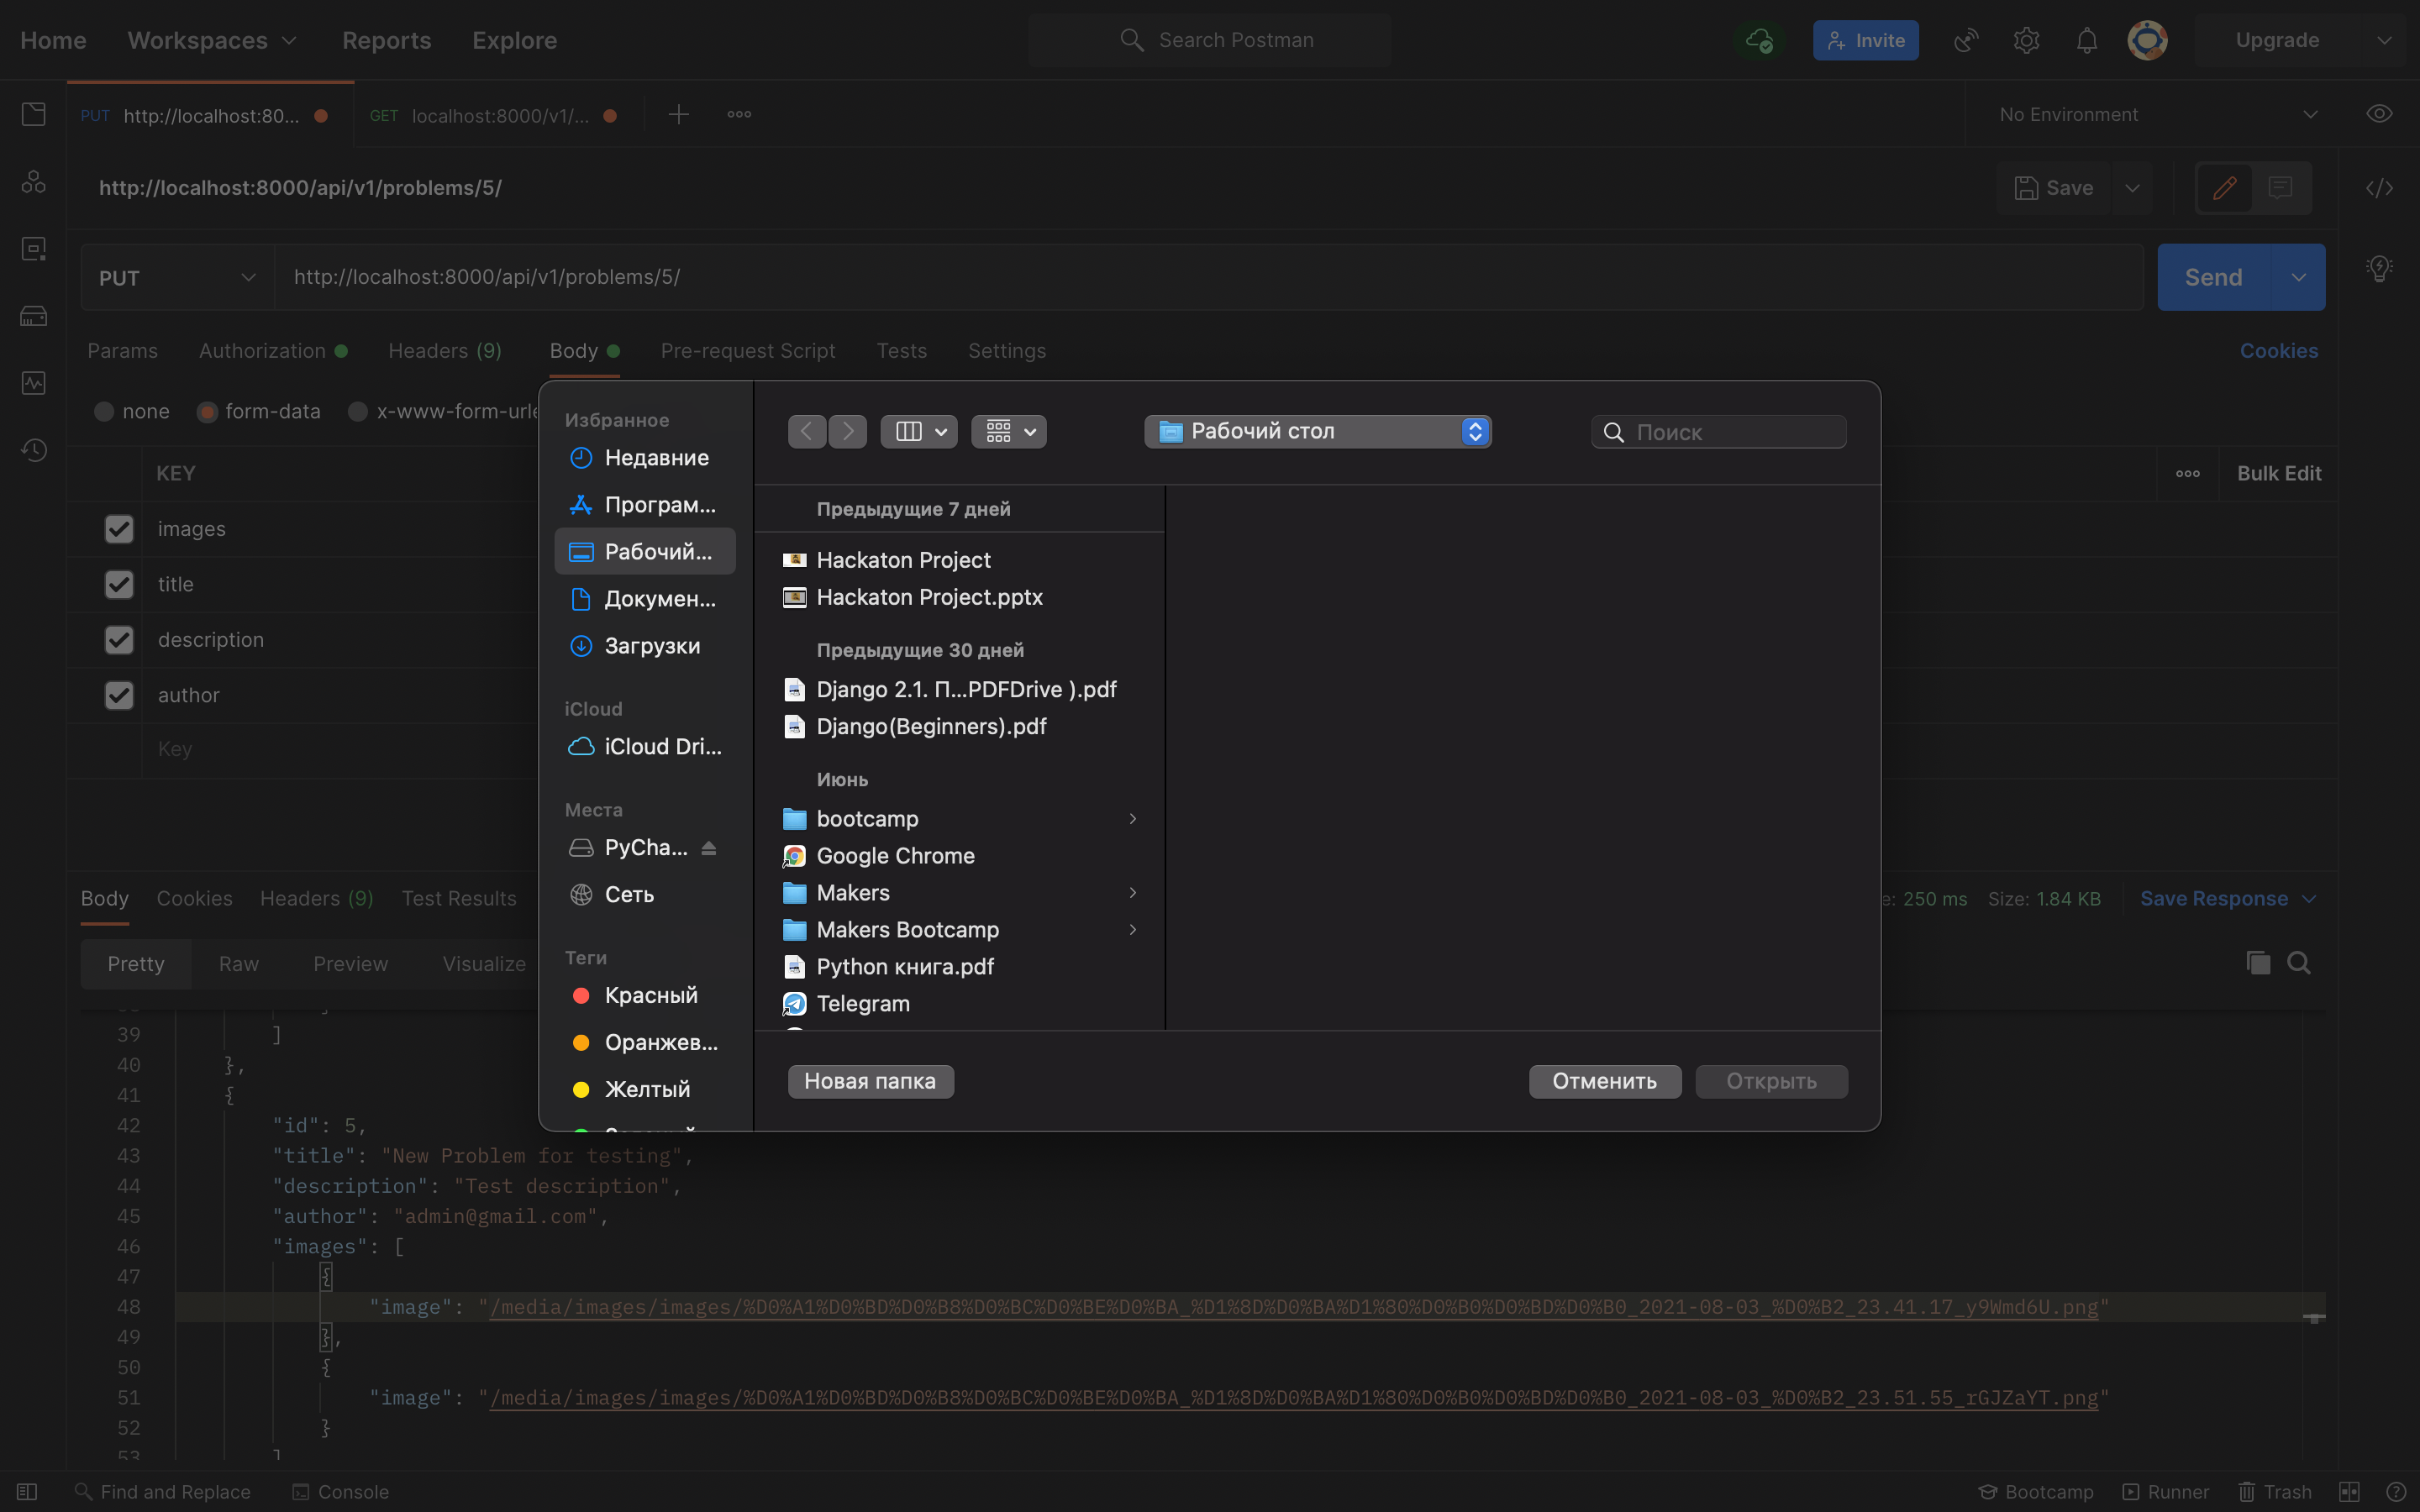 Home Workspaces Reports Explore Search Postman Invite Upgrade
PUT http://localhost:80... GET localhost:8000/v1/... No Environment
http://localhost:8000/api/v1/problems/5/ Save
PUT http://localhost:8000/api/v1/problems/5/ Send
Params Authorization Headers (9) Body Pre-request Script Tests Settings Cookies
none form-data x-www-form-urle
KEY Bulk Edit
images
title
description
author
Key
Избранное
Недавние
Програм...
Рабочий...
Докумен...
Загрузки
iCloud
iCloud Dri...
Места
PyCha...
Сеть
Теги
Красный
Оранжев...
Желтый
Рабочий стол Поиск
Предыдущие 7 дней
Hackaton Project
Hackaton Project.pptx
Предыдущие 30 дней
Django 2.1. П...PDFDrive ).pdf
Django(Beginners).pdf
Июнь
bootcamp
Google Chrome
Makers
Makers Bootcamp
Python книга.pdf
Telegram
Новая папка Отменить Открыть
Body Cookies Headers (9) Test Results e: 250 ms Size: 1.84 KB Save Response
Pretty Raw Preview Visualize
39 ]
40 },
41 {
42 "id": 5,
43 "title": "New Problem for testing",
44 "description": "Test description",
45 "author": "admin@gmail.com",
46 "images": [
47 {
48 "image": "/media/images/images/%D0%A1%D0%BD%D0%B8%D0%BC%D0%BE%D0%BA_%D1%8D%D0%BA%D1%80%D0%B0%D0%BD%D0%B0_2021-08-03_%D0%B2_23.41.17_y9Wmd6U.png"
49 },
50 {
51 "image": "/media/images/images/%D0%A1%D0%BD%D0%B8%D0%BC%D0%BE%D0%BA_%D1%8D%D0%BA%D1%80%D0%B0%D0%BD%D0%B0_2021-08-03_%D0%B2_23.51.55_rGJZaYT.png"
52 }
53 ]
Find and Replace Console Bootcamp Runner Trash